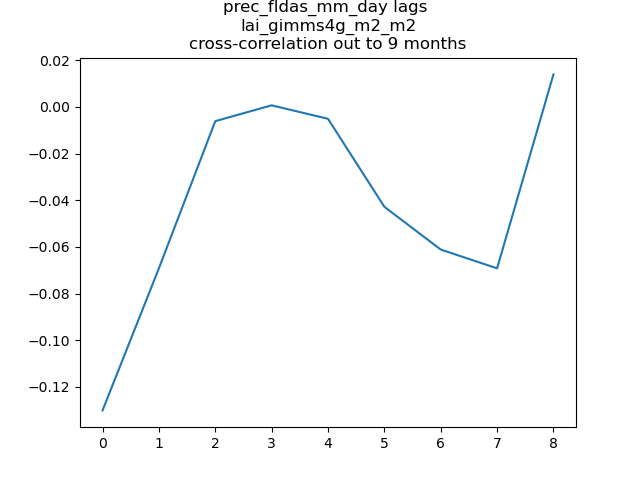 prec_fldas_mm_day lags
lai_gimms4g_m2_m2
cross-correlation out to 9 months
0.02
0.00
−0.02
−0.04
−0.06
−0.08
−0.10
−0.12
0 1 2 3 4 5 6 7 8